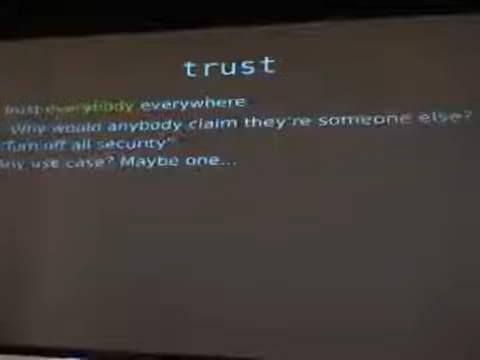 trust
Trust everybody everywhere
Why would anybody claim they're someone else?
"Turn off all security"
Any use case? Maybe one...